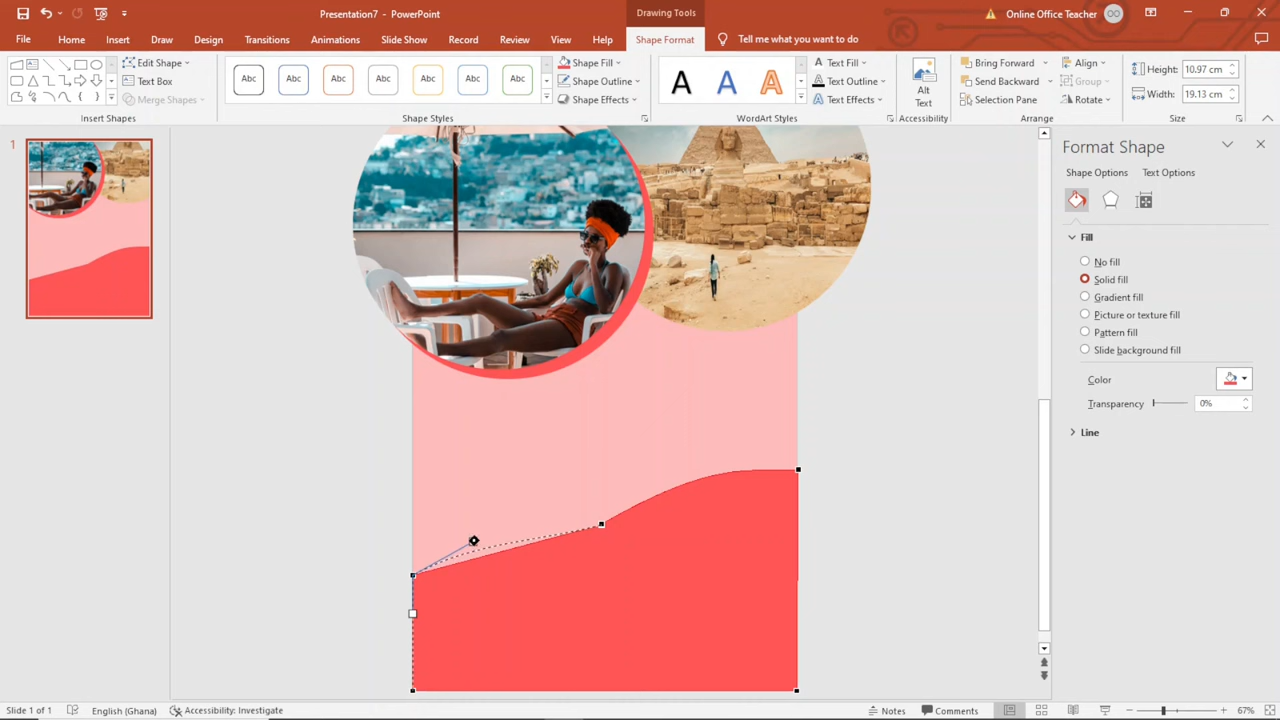 Presentation7 - PowerPoint
Drawing Tools
Online Office Teacher
OO
File
Home
Insert
Draw
Design
Transitions
Animations
Slide Show
Record
Review
View
Help
Shape Format
Tell me what you want to do
Edit Shape
Text Box
Merge Shapes
Insert Shapes
Abc
Abc
Abc
Abc
Abc
Abc
Abc
Shape Fill
Shape Outline
Shape Effects
Shape Styles
A
A
A
Text Fill
Text Outline
Text Effects
WordArt Styles
Alt
Text
Accessibility
Bring Forward
Send Backward
Selection Pane
Align
Group
Rotate
Arrange
Height:
10.97 cm
Width:
19.13 cm
Size
1
Format Shape
Shape Options
Text Options
Fill
No fill
Solid fill
Gradient fill
Picture or texture fill
Pattern fill
Slide background fill
Color
Transparency
0%
Line
Slide 1 of 1
English (Ghana)
Accessibility: Investigate
Notes
Comments
67%